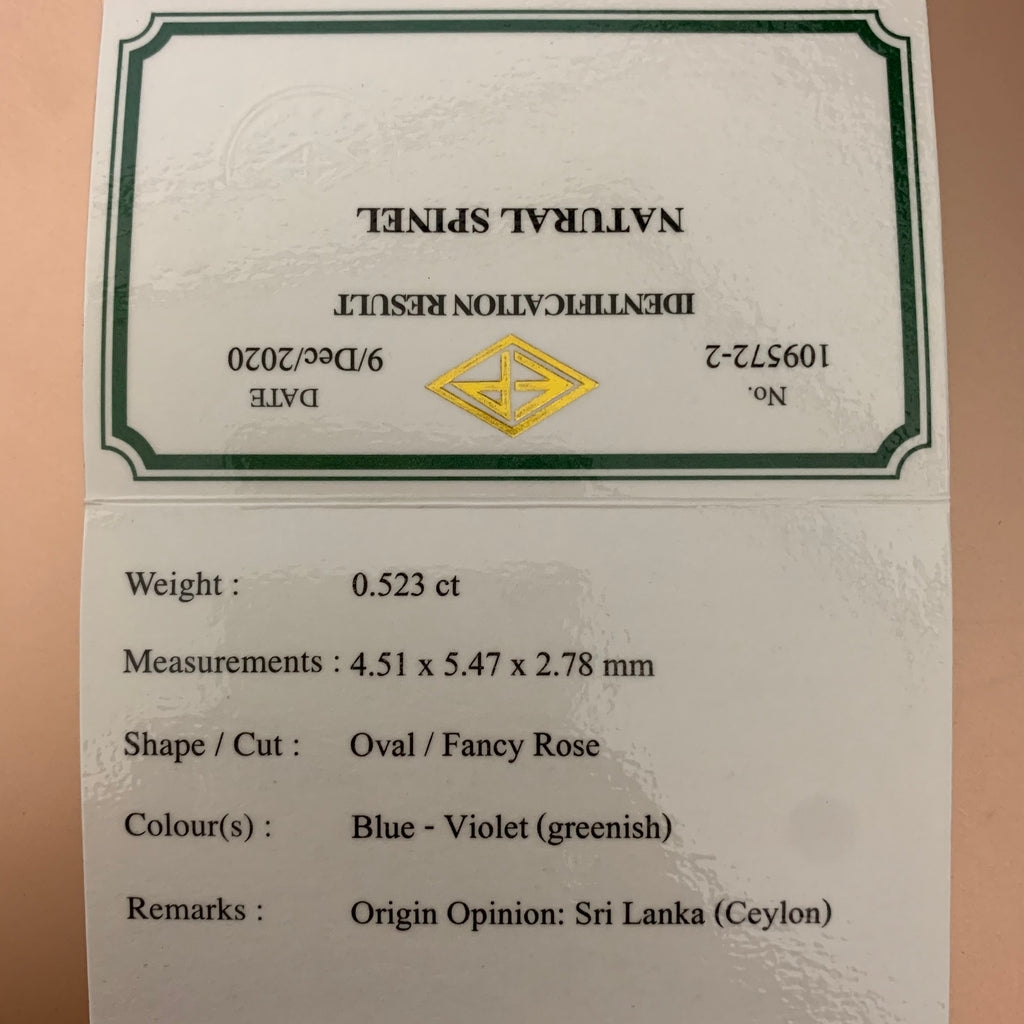 No.
DATE
109572-2
9/Dec/2020
IDENTIFICATION RESULT
NATURAL SPINEL
Weight : 0.523 ct
Measurements : 4.51 x 5.47 x 2.78 mm
Shape / Cut : Oval / Fancy Rose
Colour(s) : Blue - Violet (greenish)
Remarks : Origin Opinion: Sri Lanka (Ceylon)